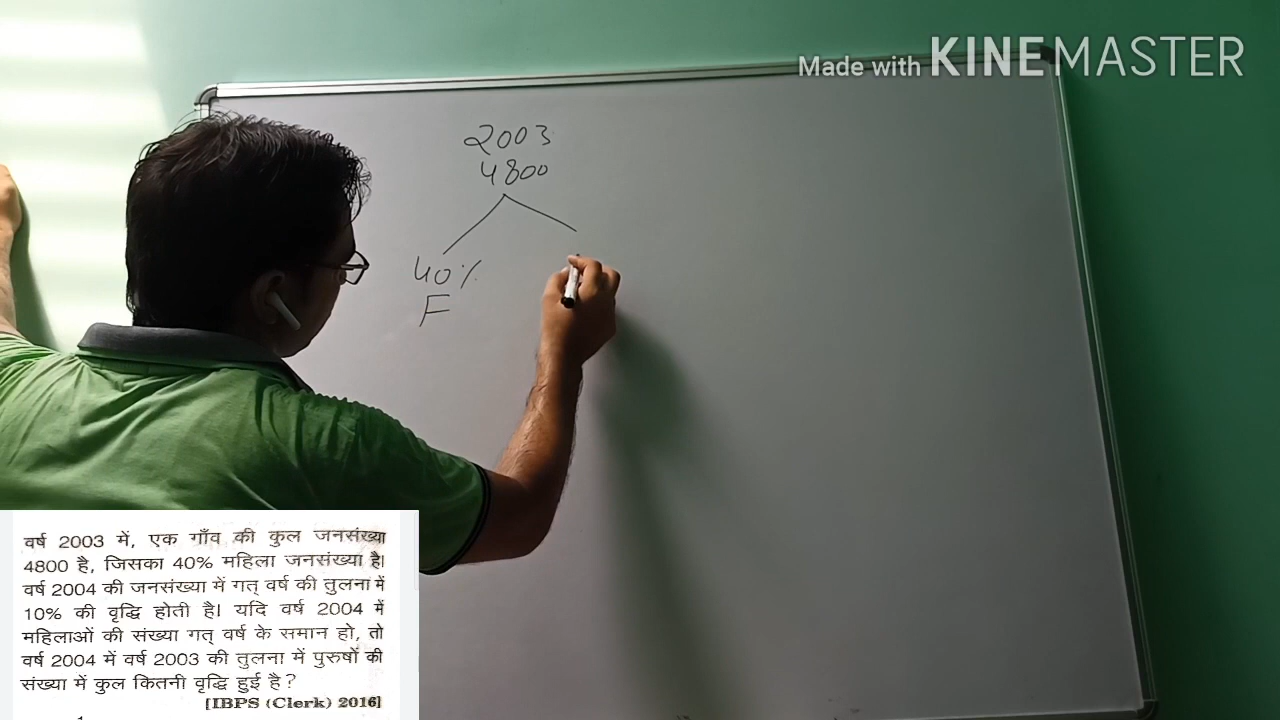 Made with KINEMASTER
2003
4800
40%
F
वर्ष 2003 में, एक गाँव की कुल जनसंख्या
4800 है, जिसका 40% महिला जनसंख्या है।
वर्ष 2004 की जनसंख्या में गत् वर्ष की तुलना में
10% की वृद्धि होती है। यदि वर्ष 2004 में
महिलाओं की संख्या गत् वर्ष के समान हो, तो
वर्ष 2004 में वर्ष 2003 की तुलना में पुरुषों की
संख्या में कुल कितनी वृद्धि हुई है?
[IBPS (Clerk) 2016]